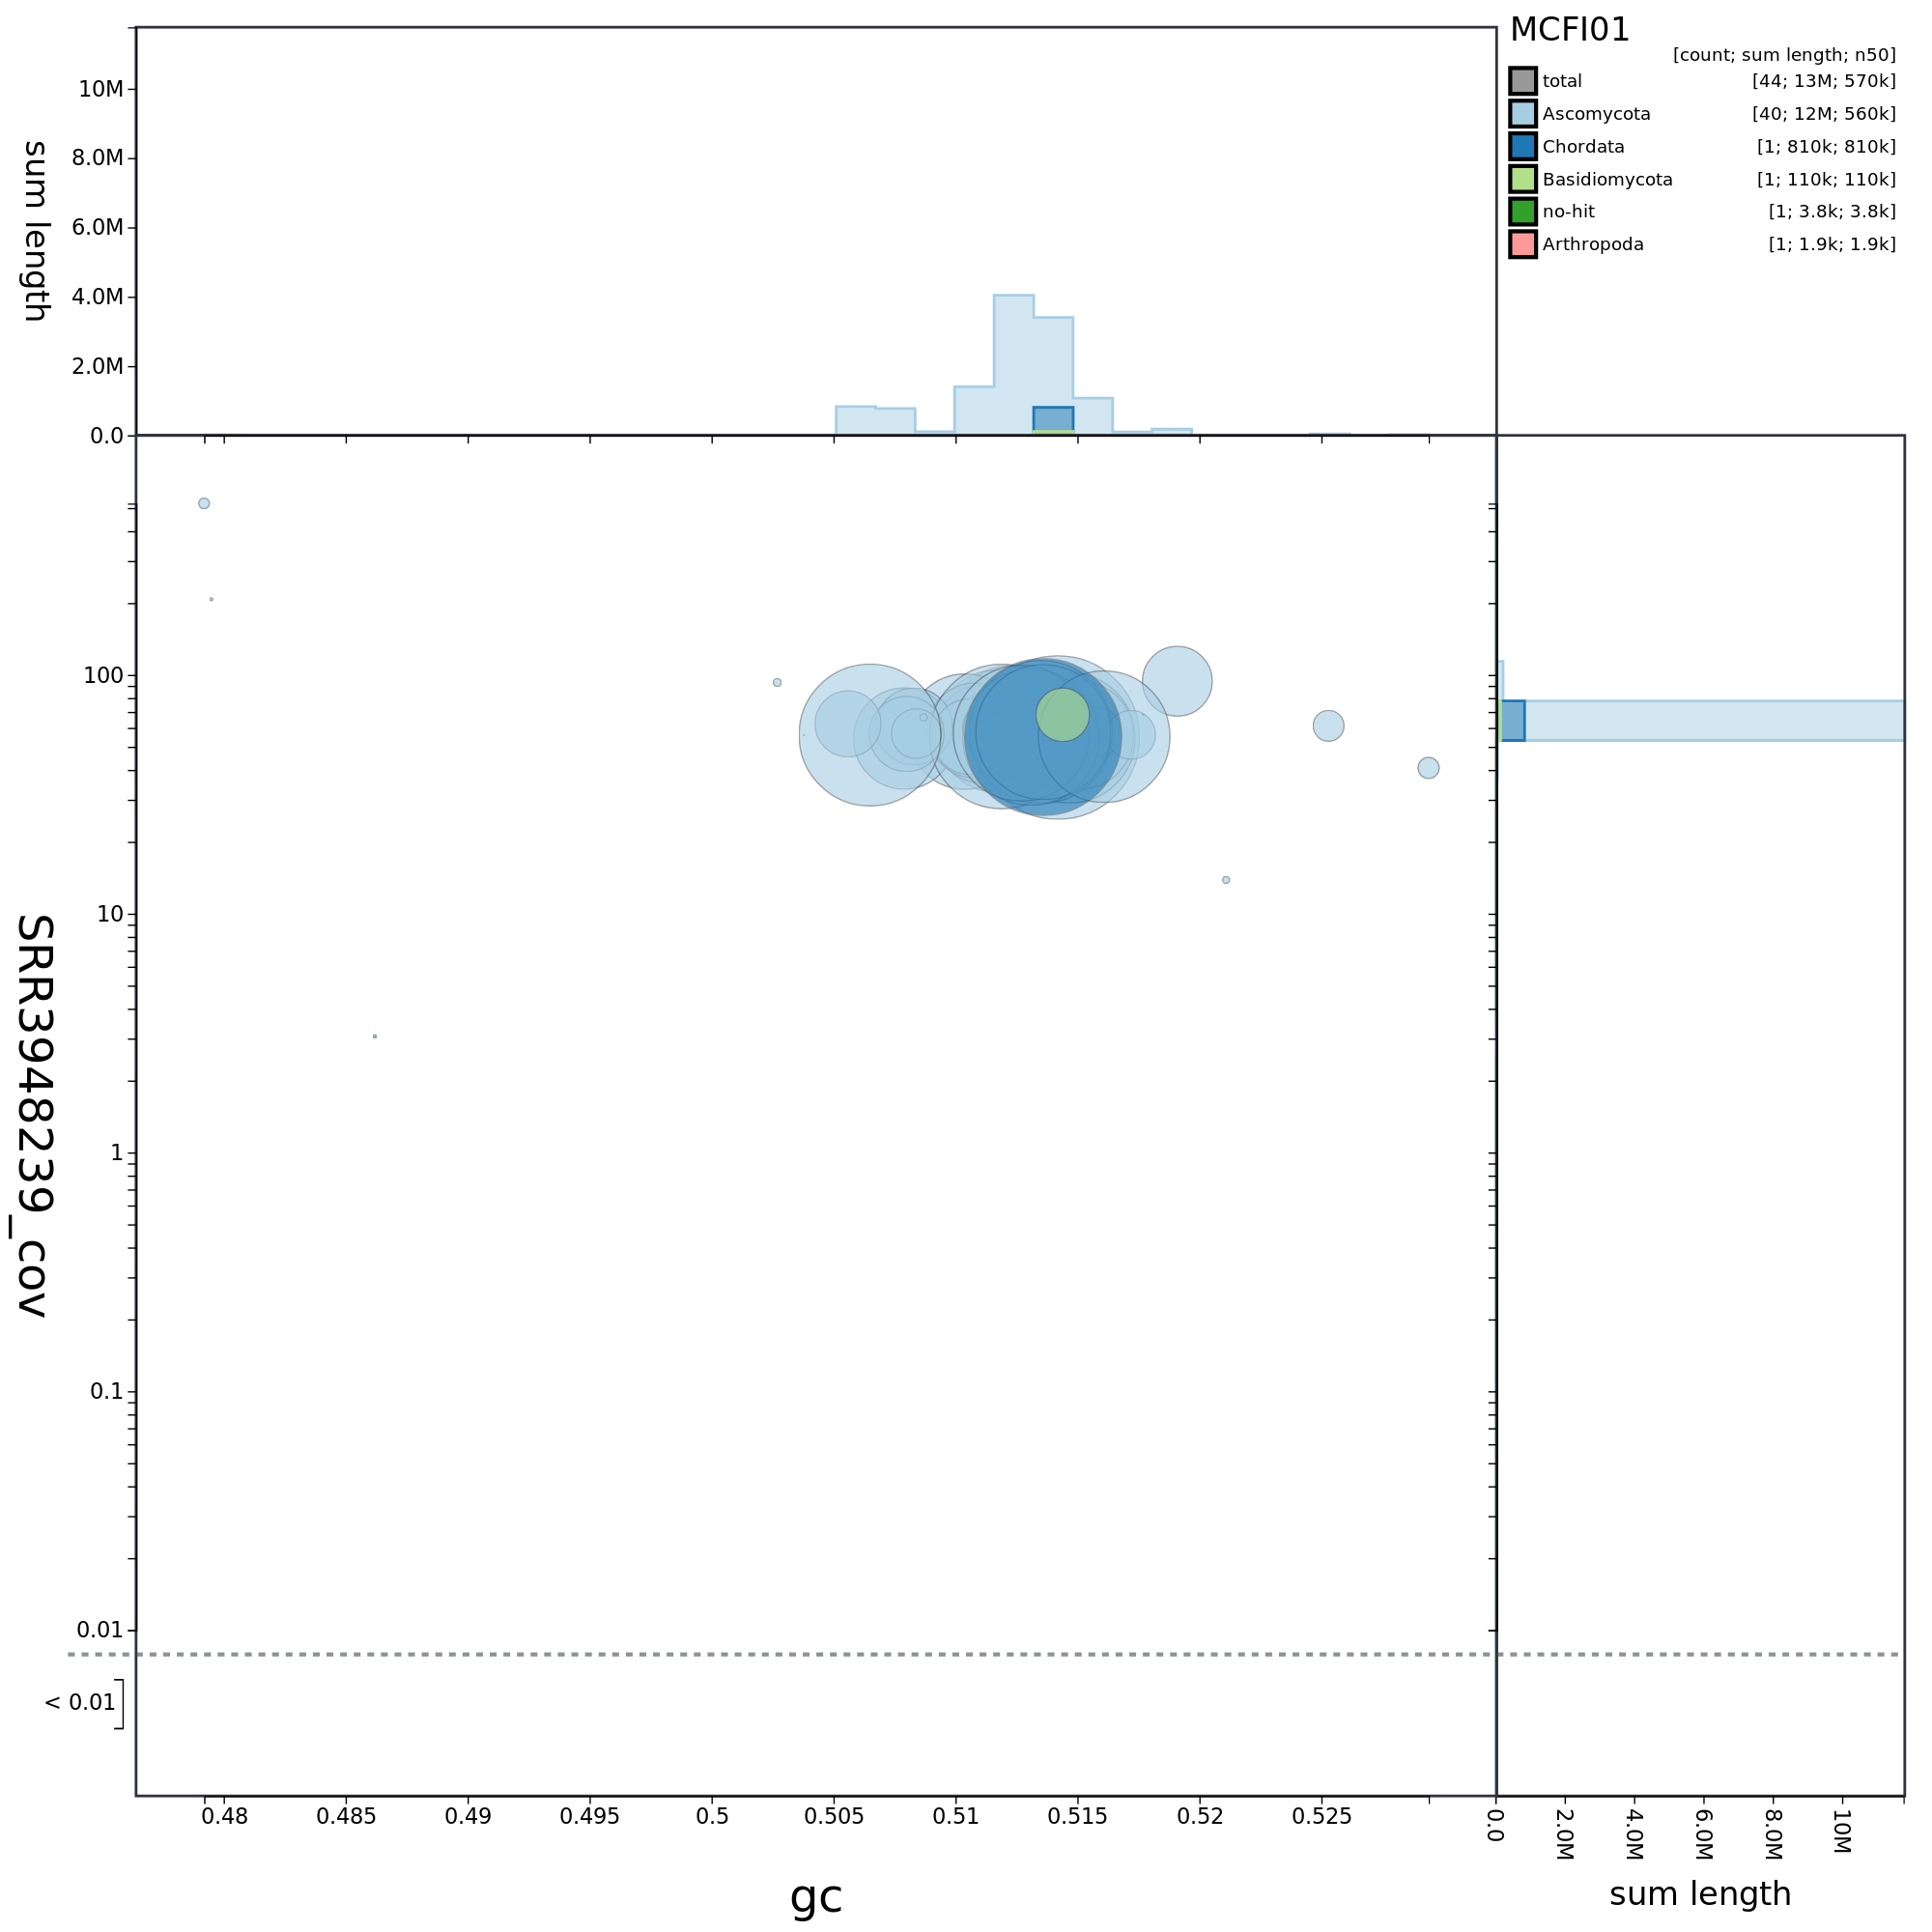 MCFI01
[count; sum length; n50]
total [44; 13M; 570k]
Ascomycota [40; 12M; 560k]
Chordata [1; 810k; 810k]
Basidiomycota [1; 110k; 110k]
no-hit [1; 3.8k; 3.8k]
Arthropoda [1; 1.9k; 1.9k]
sum length
10M
8.0M
6.0M
4.0M
2.0M
0.0
SRR3948239_cov
100
10
1
0.1
0.01
< 0.01
0.48 0.485 0.49 0.495 0.5 0.505 0.51 0.515 0.52 0.525
gc
0.0 2.0M 4.0M 6.0M 8.0M 10M
sum length